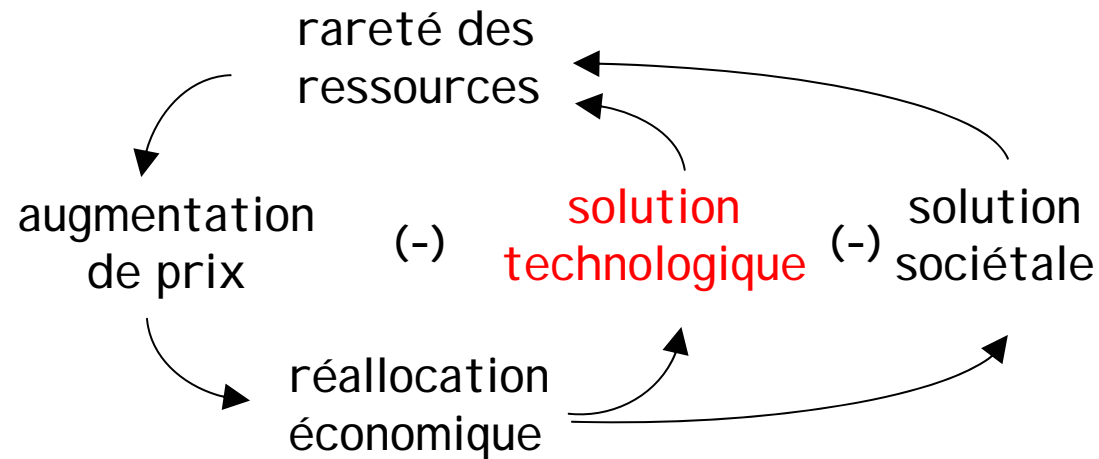 rareté des
ressources
augmentation
de prix
(-)
solution
technologique
(-)
solution
sociétale
réallocation
économique